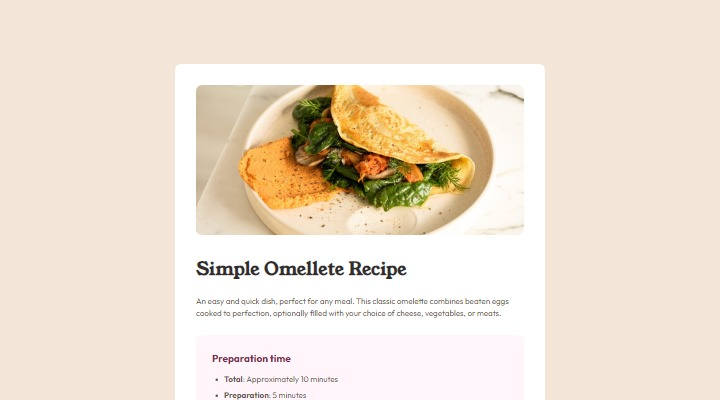 Simple Omellete Recipe
An easy and quick dish, perfect for any meal. This classic omelette combines beaten eggs
cooked to perfection, optionally filled with your choice of cheese, vegetables, or meats.
Preparation time
• Total: Approximately 10 minutes
• Preparation: 5 minutes